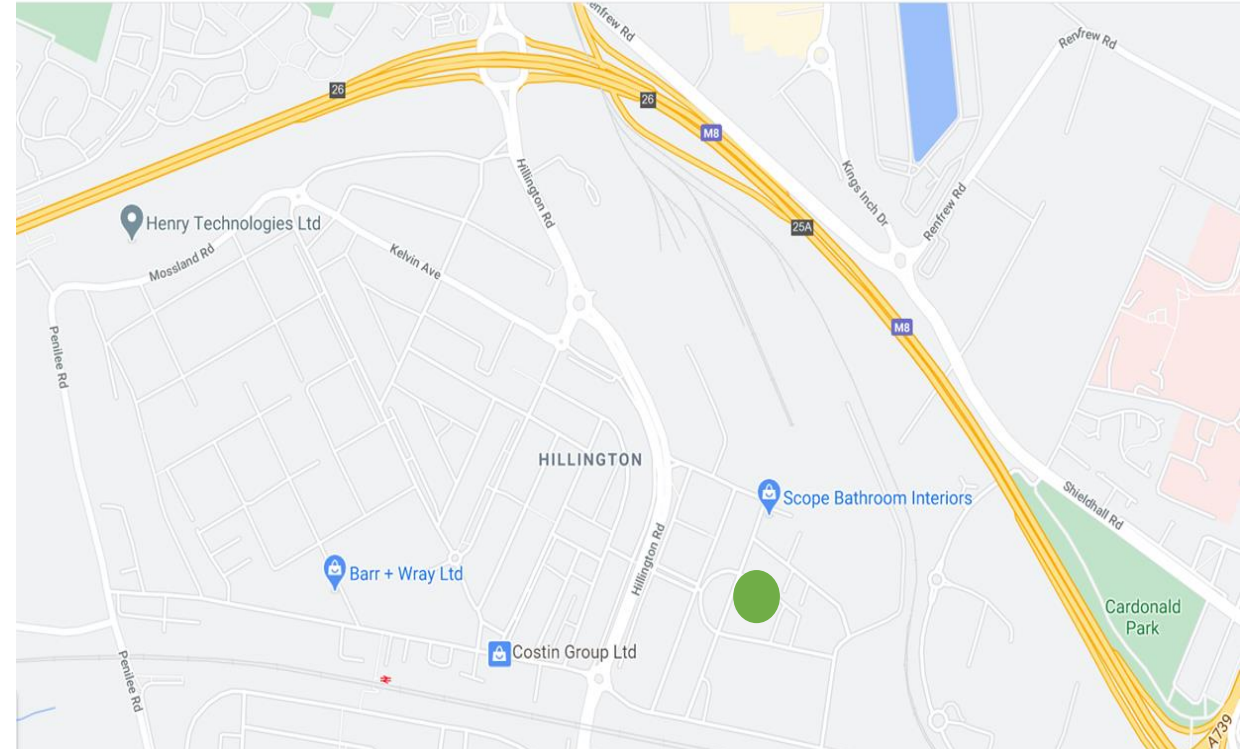 enfrew Rd
Renfrew Rd
26
26
M8
Hillington Rd
Kings Inch Dr
Renfrew Rd
Henry Technologies Ltd
25A
Mossland Rd
Kelvin Ave
M8
Penilee Rd
HILLINGTON
Scope Bathroom Interiors
Shieldhall Rd
Hillington Rd
Barr + Wray Ltd
Cardonald
Park
Costin Group Ltd
Penilee Rd
A739